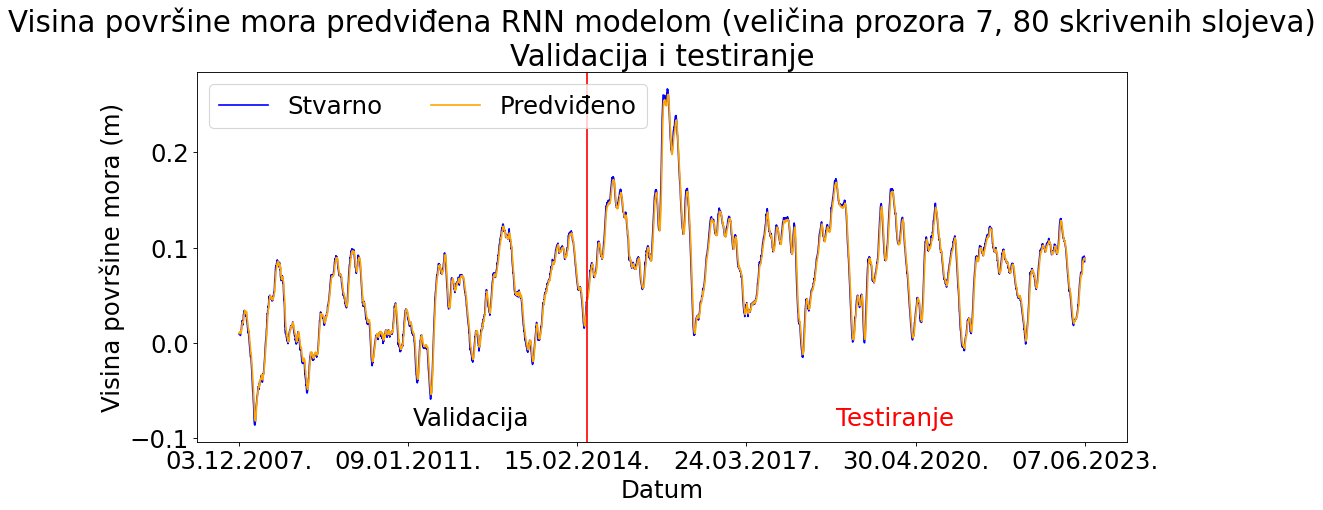 Visina površine mora predviđena RNN modelom (veličina prozora 7, 80 skrivenih slojeva)
Validacija i testiranje
Stvarno Predviđeno
Visina površine mora (m)
0.2
0.1
0.0
−0.1
Validacija Testiranje
03.12.2007. 09.01.2011. 15.02.2014. 24.03.2017. 30.04.2020. 07.06.2023.
Datum